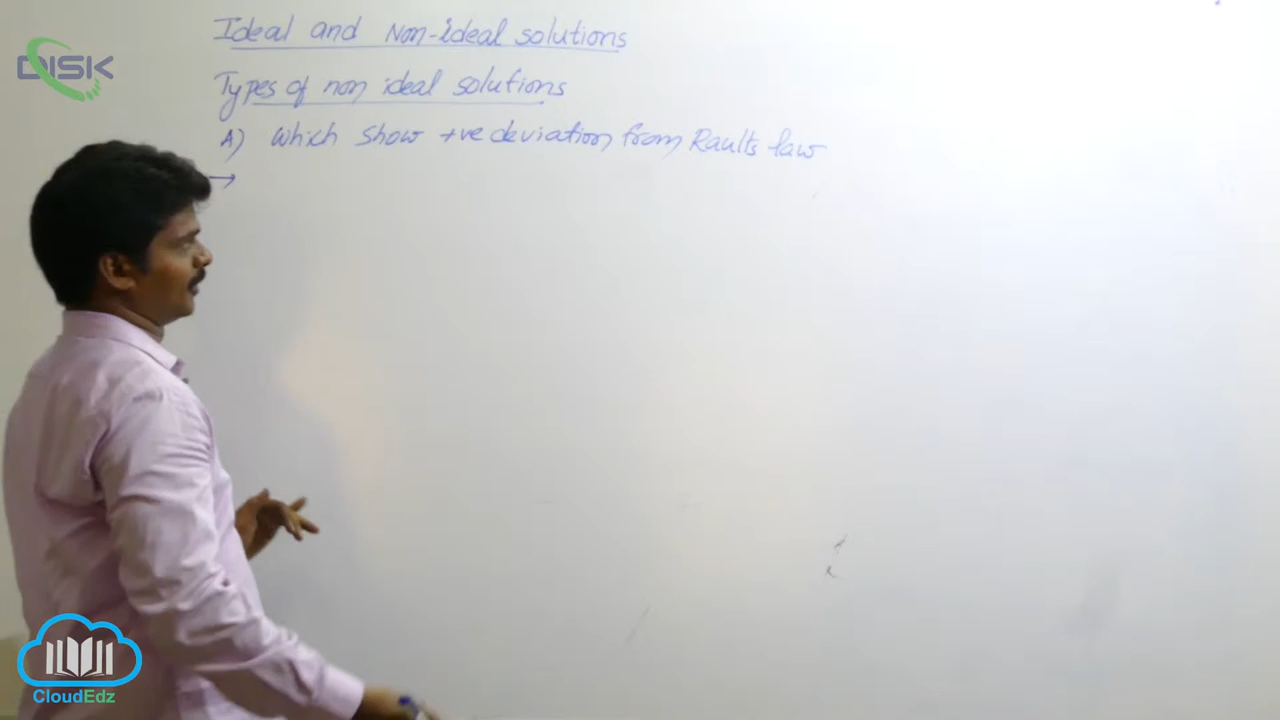 Ideal and Non-ideal solutions
DISK
Types of non ideal solutions
A) Which show +ve deviation from Raults law
→
CloudEdz